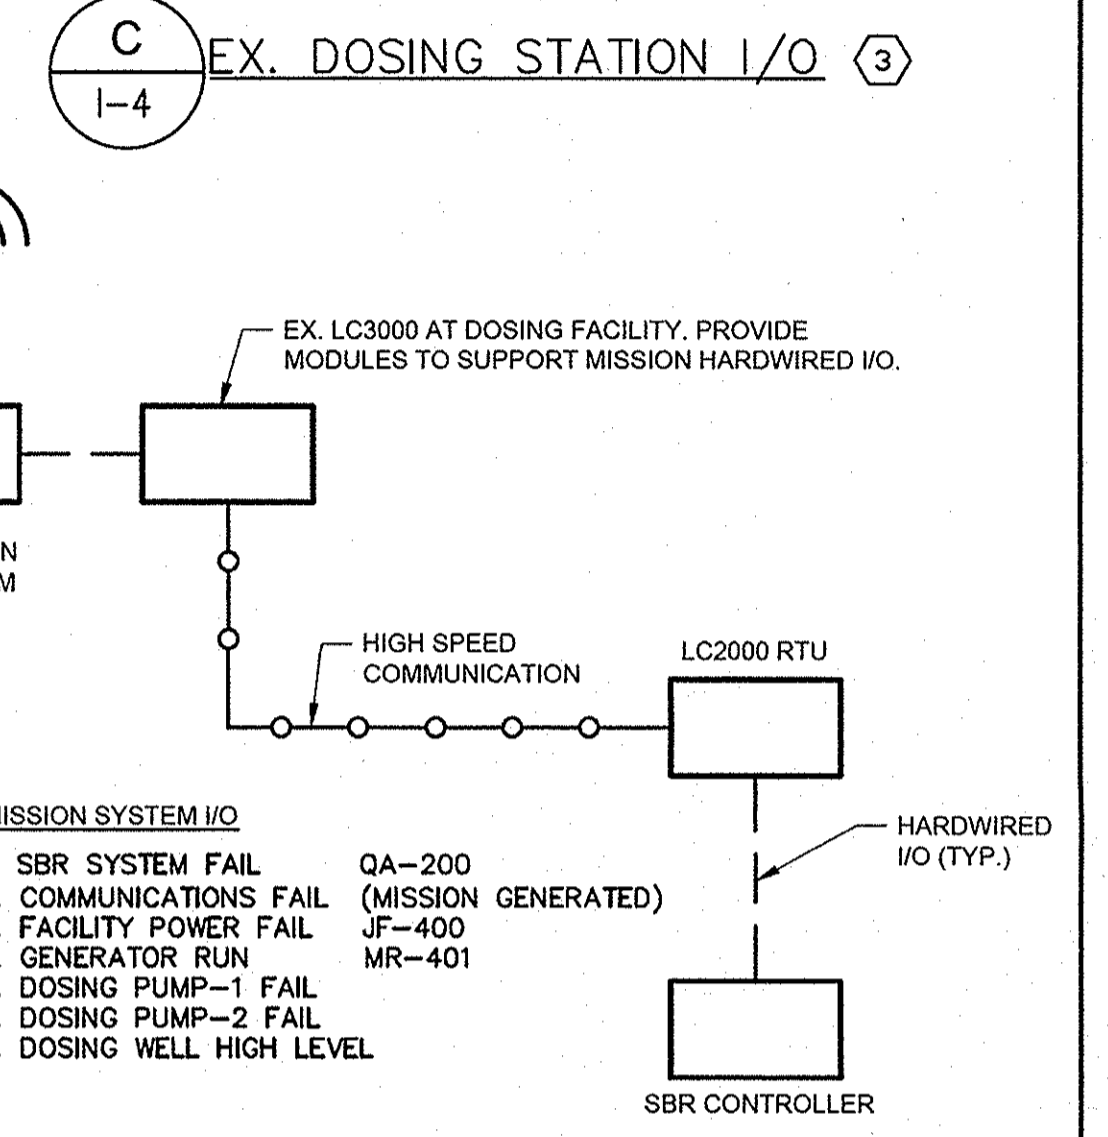 C
I-4
EX. DOSING STATION I/O 3
EX. LC3000 AT DOSING FACILITY. PROVIDE
MODULES TO SUPPORT MISSION HARDWIRED I/O.
N
M
HIGH SPEED
COMMUNICATION
LC2000 RTU
HARDWIRED
I/O (TYP.)
MISSION SYSTEM I/O
SBR SYSTEM FAIL QA-200
COMMUNICATIONS FAIL (MISSION GENERATED)
FACILITY POWER FAIL JF-400
GENERATOR RUN MR-401
DOSING PUMP-1 FAIL
DOSING PUMP-2 FAIL
DOSING WELL HIGH LEVEL
SBR CONTROLLER